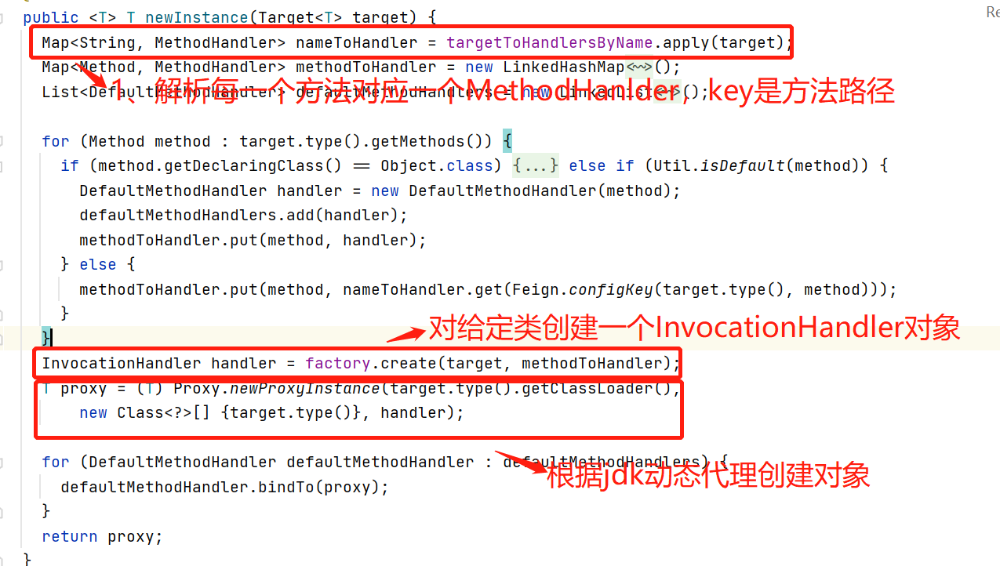 Re
public <T> T newInstance(Target<T> target) {
Map<String, MethodHandler> nameToHandler = targetToHandlersByName.apply(target);
Map<Method, MethodHandler> methodToHandler = new LinkedHashMap<~>();
1、解析每一个方法对应一个MethodHanlder，key是方法路径
List<DefaultMethodHandler> defaultMethodHandlers = new LinkedList<~>();
for (Method method : target.type().getMethods()) {
if (method.getDeclaringClass() == Object.class) {...} else if (Util.isDefault(method)) {
DefaultMethodHandler handler = new DefaultMethodHandler(method);
defaultMethodHandlers.add(handler);
methodToHandler.put(method, handler);
} else {
methodToHandler.put(method, nameToHandler.get(Feign.configKey(target.type(), method)));
}
对给定类创建一个InvocationHandler对象
}
InvocationHandler handler = factory.create(target, methodToHandler);
T proxy = (T) Proxy.newProxyInstance(target.type().getClassLoader(),
new Class<?>[] {target.type()}, handler);
for (DefaultMethodHandler defaultMethodHandler : defaultMethodHandlers) {
根据jdk动态代理创建对象
defaultMethodHandler.bindTo(proxy);
}
return proxy;
}